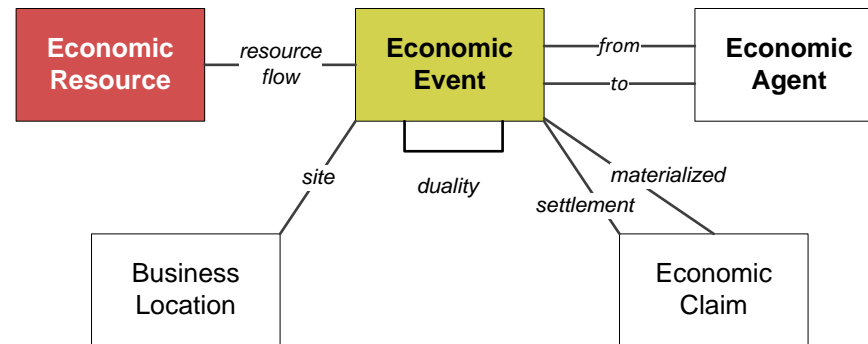 Economic
Resource
resource
flow
Economic
Event
from
to
Economic
Agent
site
duality
materialized
settlement
Business
Location
Economic
Claim